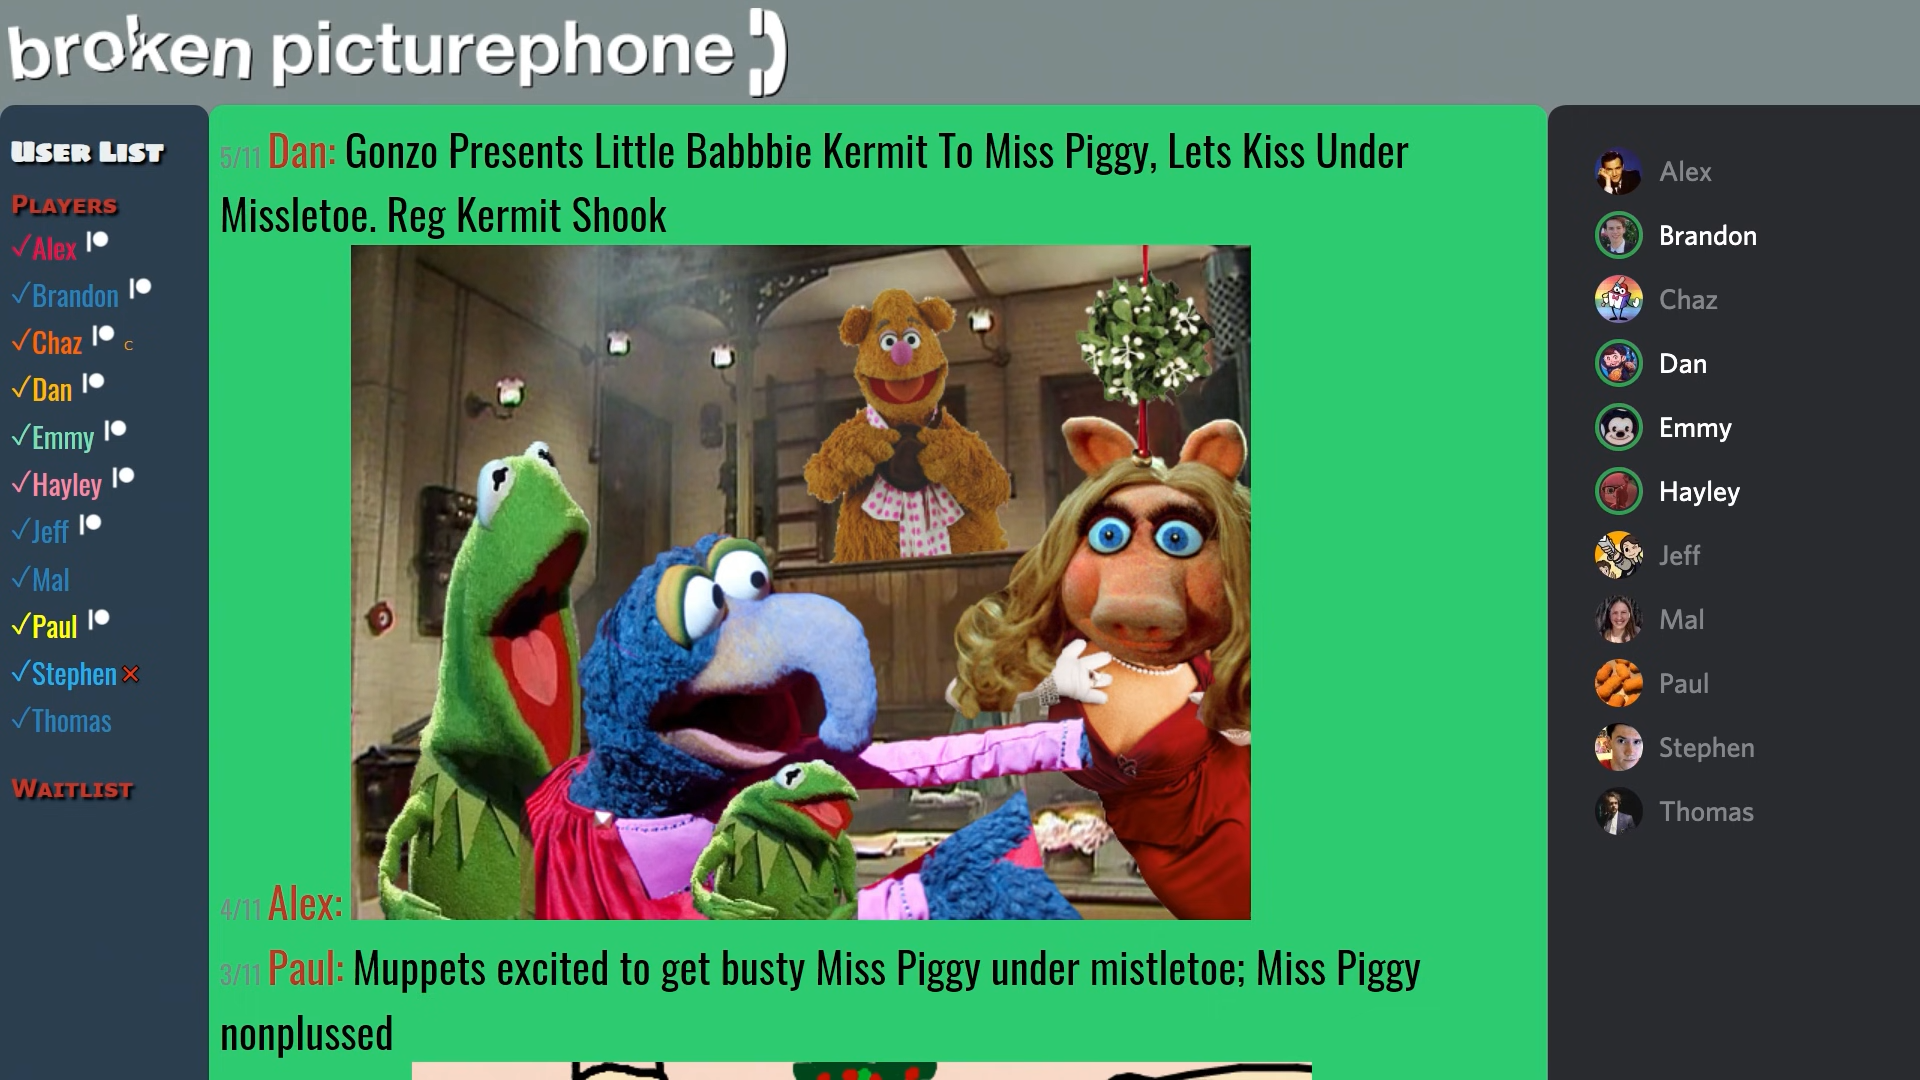 broken picturephone
User List
Players
✓Alex
✓Brandon
✓Chaz C
✓Dan
✓Emmy
✓Hayley
✓Jeff
✓Mal
✓Paul
✓Stephen✕
✓Thomas
Waitlist
5/11 Dan: Gonzo Presents Little Babbbie Kermit To Miss Piggy, Lets Kiss Under
Missletoe. Reg Kermit Shook
4/11 Alex:
3/11 Paul: Muppets excited to get busty Miss Piggy under mistletoe; Miss Piggy
nonplussed
Alex
Brandon
Chaz
Dan
Emmy
Hayley
Jeff
Mal
Paul
Stephen
Thomas